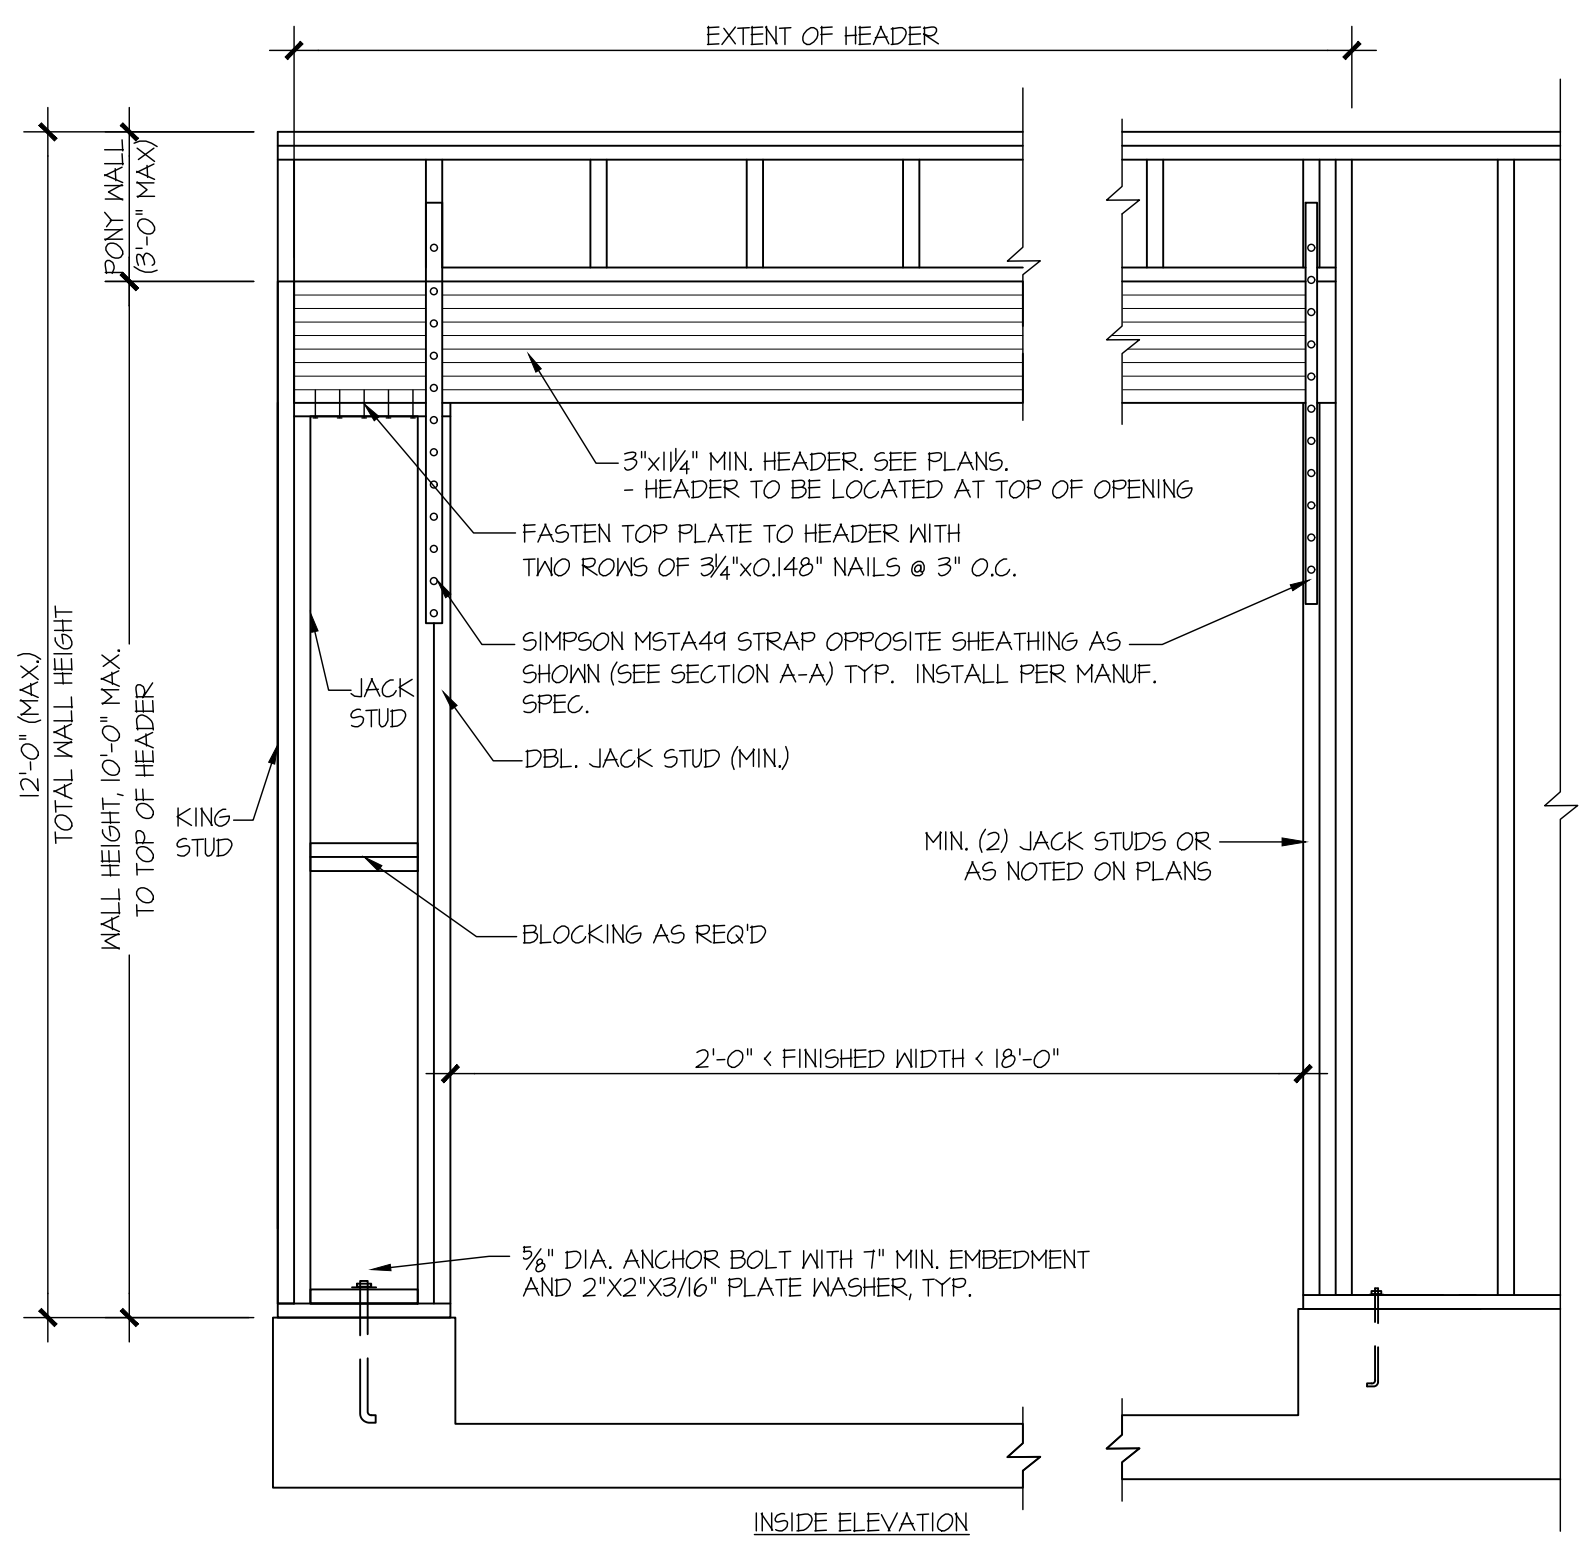 EXTENT OF HEADER
PONY WALL
(3'-0" MAX)
3"x11¼" MIN. HEADER. SEE PLANS.
- HEADER TO BE LOCATED AT TOP OF OPENING
FASTEN TOP PLATE TO HEADER WITH
TWO ROWS OF 3¼"x0.148" NAILS @ 3" O.C.
SIMPSON MSTA49 STRAP OPPOSITE SHEATHING AS
SHOWN (SEE SECTION A-A) TYP. INSTALL PER MANUF.
SPEC.
12'-0" (MAX.)
TOTAL WALL HEIGHT
WALL HEIGHT, 10'-0" MAX.
TO TOP OF HEADER
JACK
STUD
DBL. JACK STUD (MIN.)
KING
STUD
MIN. (2) JACK STUDS OR
AS NOTED ON PLANS
BLOCKING AS REQ'D
2'-0" < FINISHED WIDTH < 18'-0"
⅝" DIA. ANCHOR BOLT WITH 7" MIN. EMBEDMENT
AND 2"X2"X3/16" PLATE WASHER, TYP.
INSIDE ELEVATION